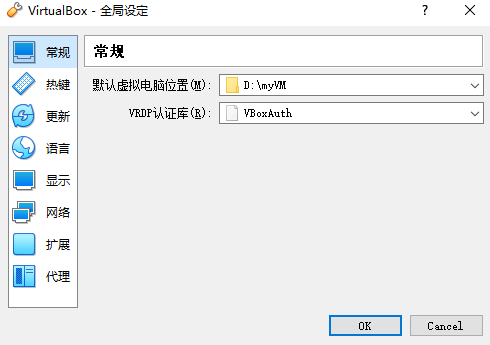 VirtualBox - 全局设定
?
常规
热键
更新
语言
显示
网络
扩展
代理
常规
默认虚拟电脑位置(M): D:\myVM
VRDP认证库(R): VBoxAuth
OK Cancel